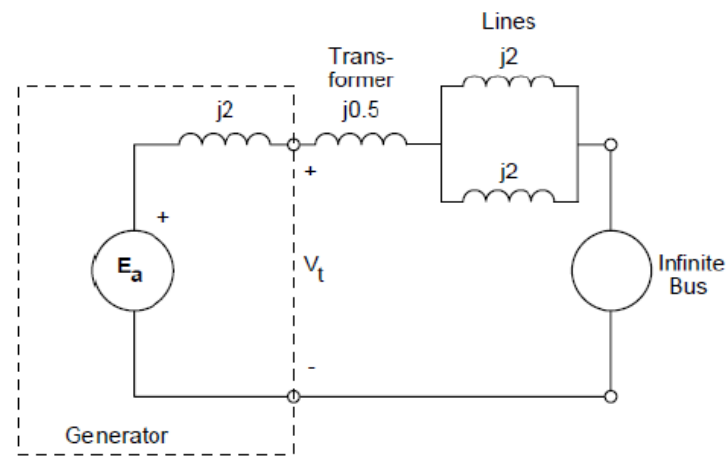 Lines
Trans-
former
j2
j2
j0.5
j2
+
+
Ea
Vt
Infinite
Bus
-
Generator